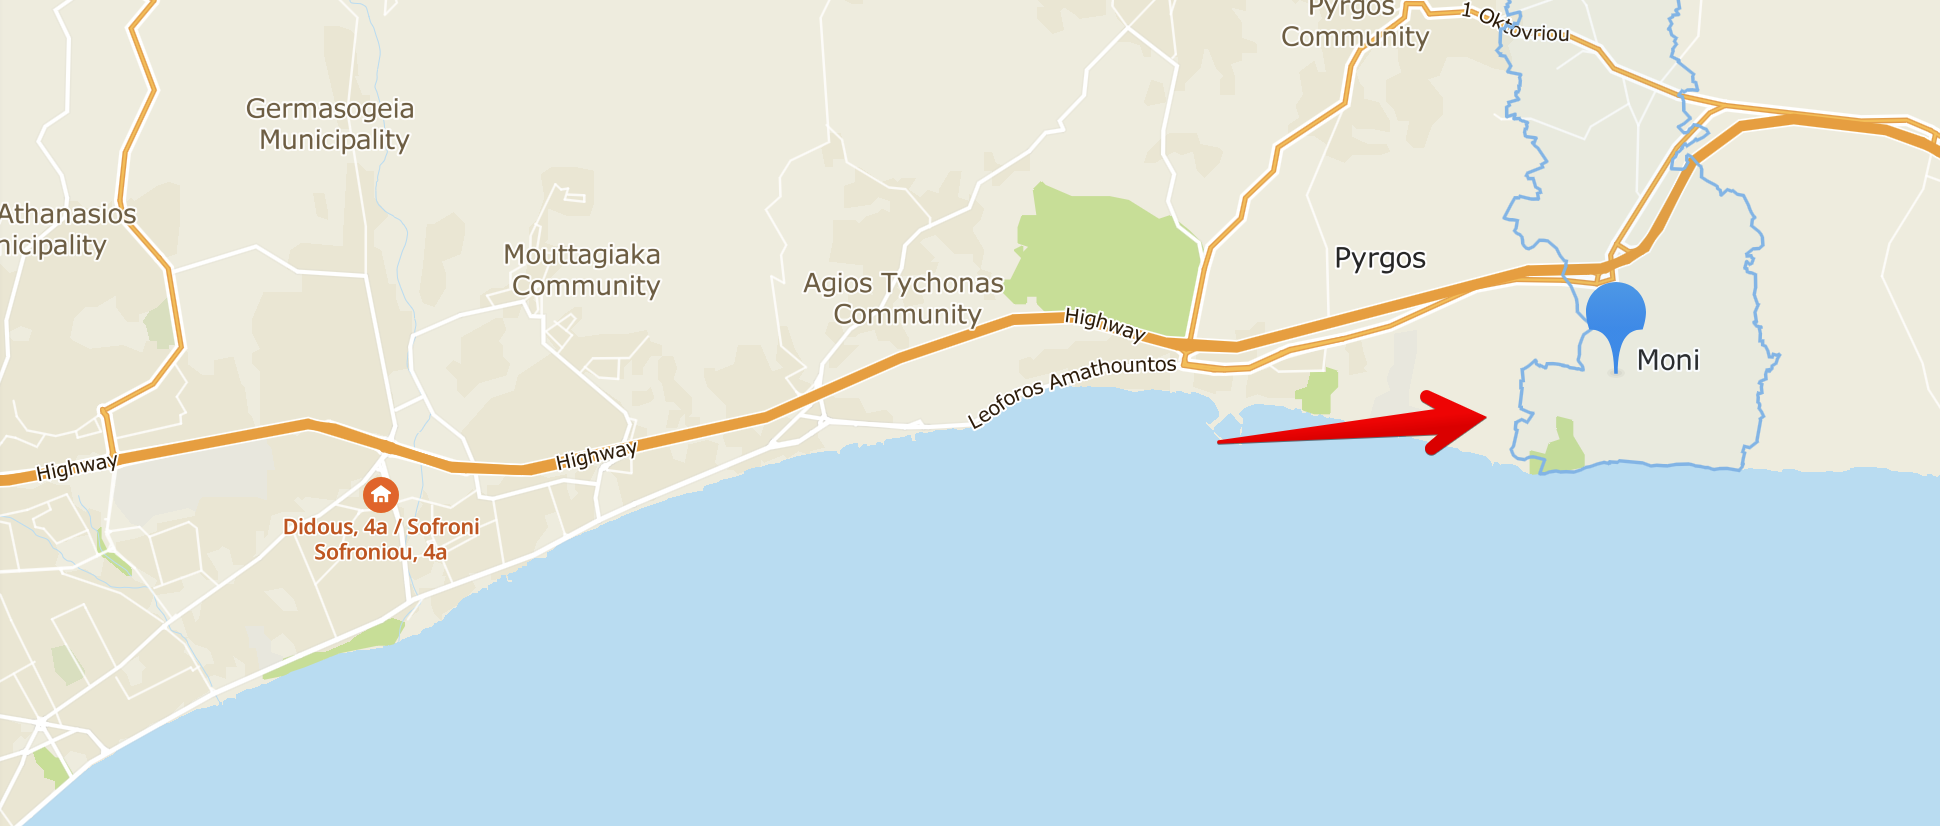 Pyrgos
Community
1 Oktovriou
Germasogeia
Municipality
Athanasios
nicipality
Mouttagiaka
Community
Agios Tychonas
Community
Pyrgos
Highway
Leoforos Amathountos
Moni
Highway
Highway
Didous, 4a / Sofroni
Sofroniou, 4a